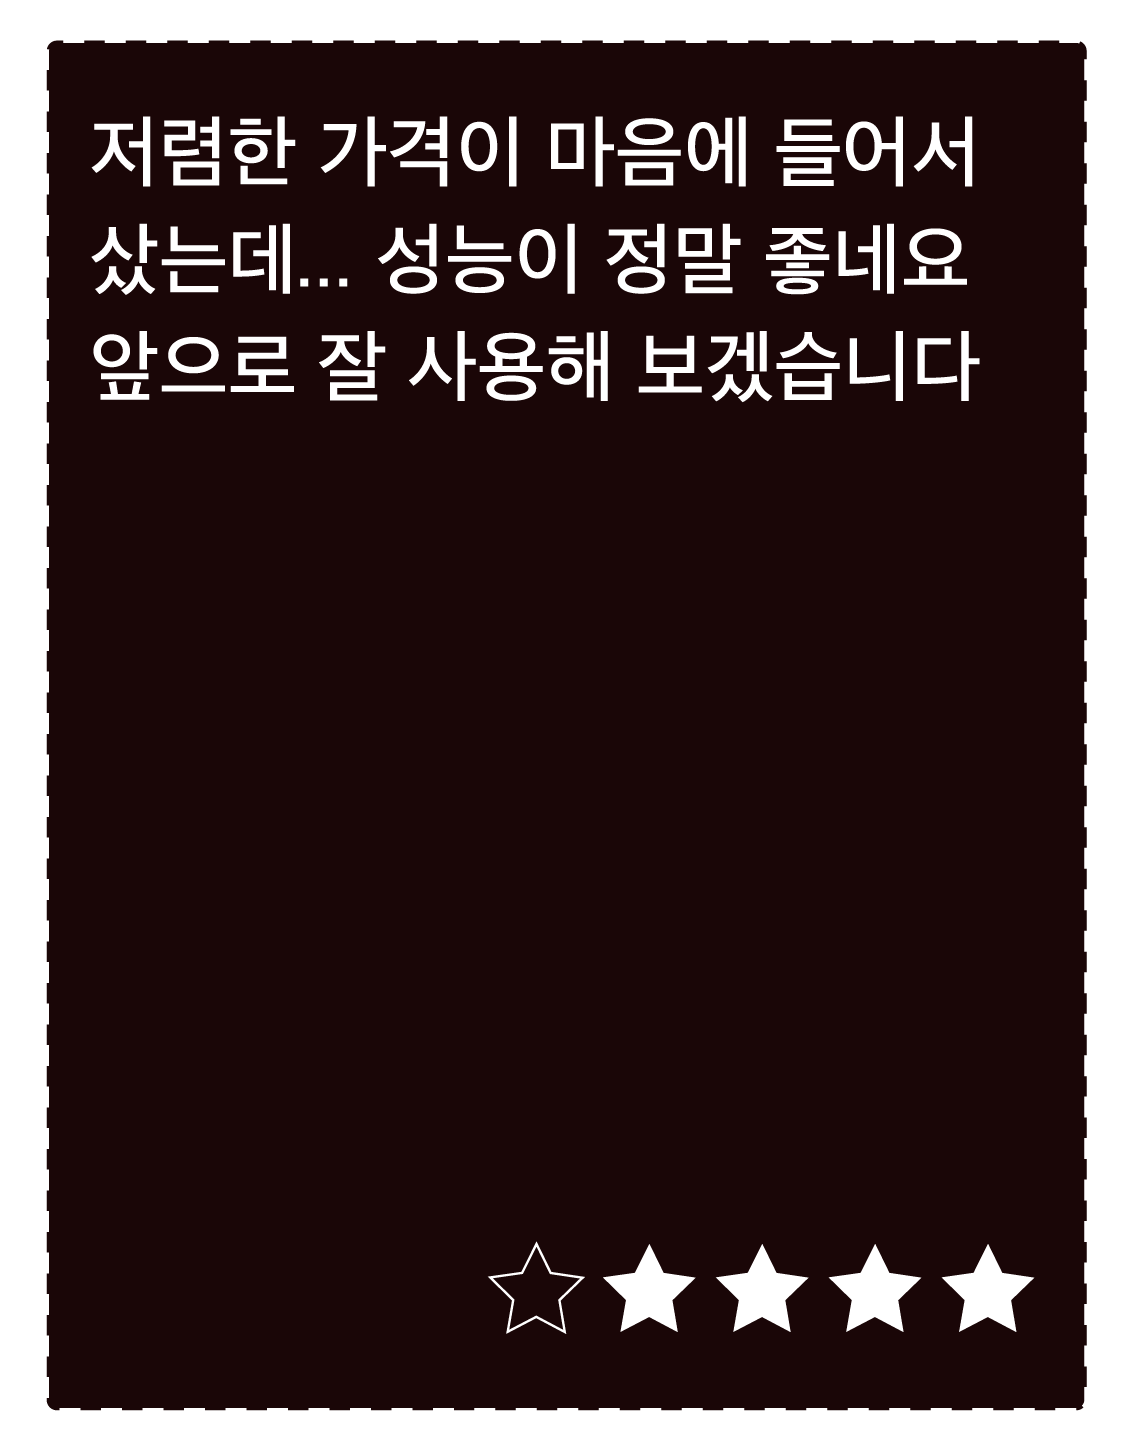 저렴한 가격이 마음에 들어서
샀는데... 성능이 정말 좋네요
앞으로 잘 사용해 보겠습니다